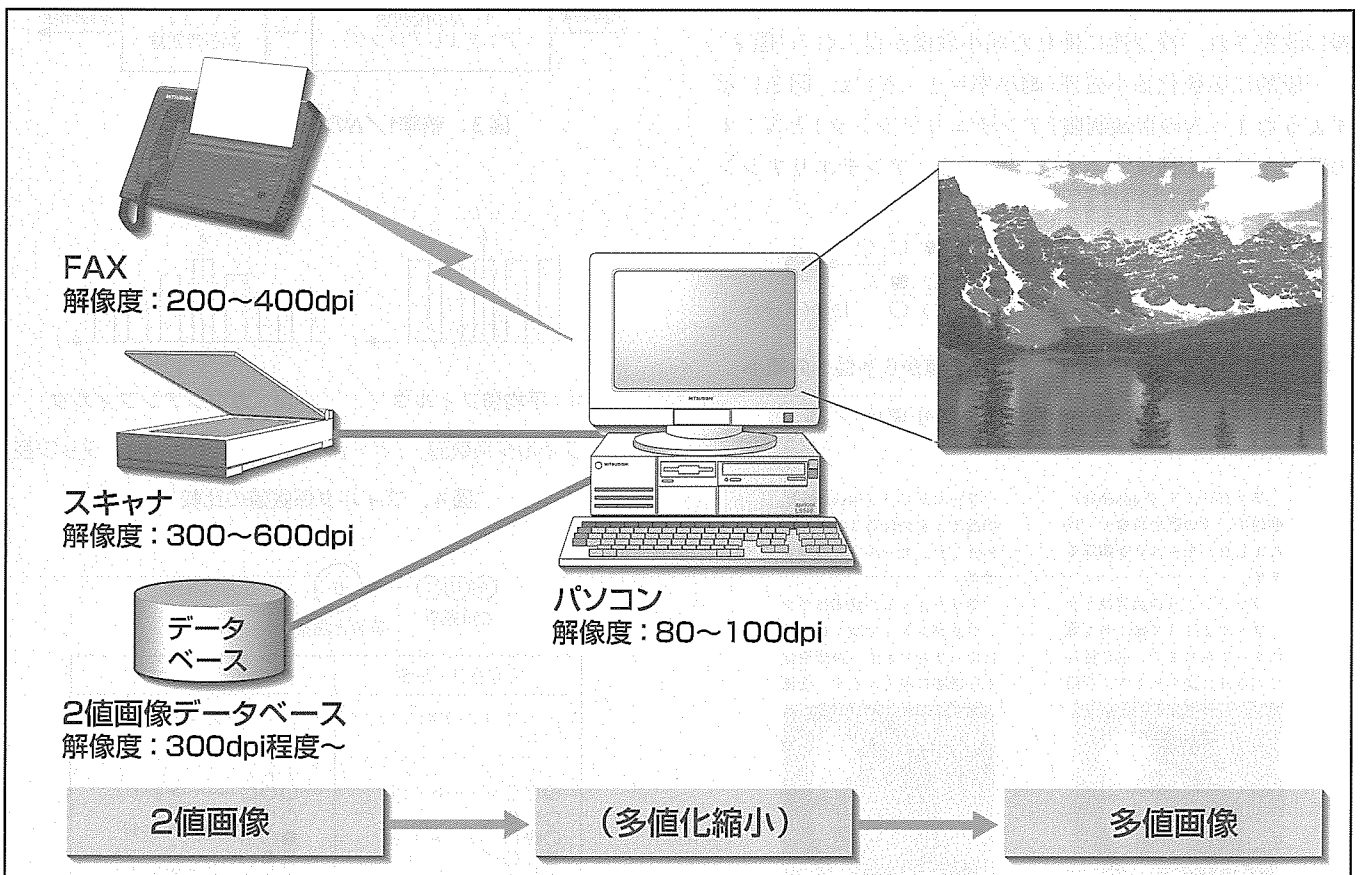 FAX
解像度：200～400dpi
スキャナ
解像度：300～600dpi
データ
ベース
2値画像データベース
解像度：300dpi程度～
MITSUBISHI
パソコン
解像度：80～100dpi
2値画像
（多値化縮小）
多値画像